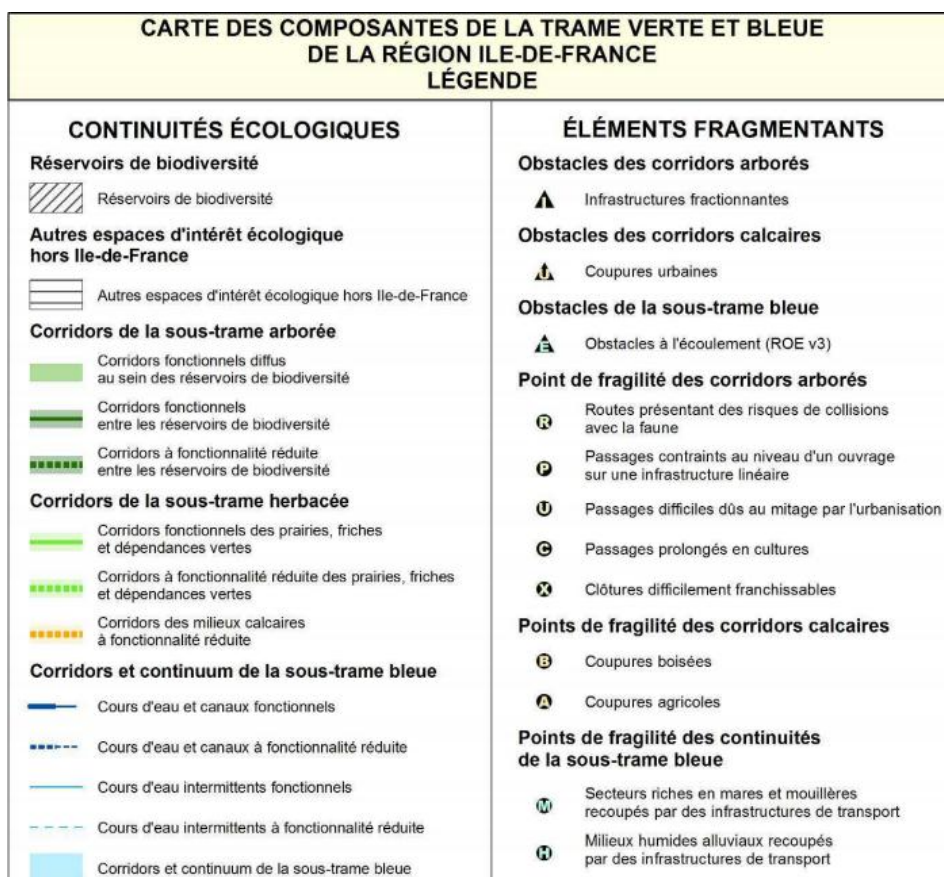 CARTE DES COMPOSANTES DE LA TRAME VERTE ET BLEUE
DE LA RÉGION ILE-DE-FRANCE
LÉGENDE
CONTINUITÉS ÉCOLOGIQUES
Réservoirs de biodiversité
Réservoirs de biodiversité
Autres espaces d'intérêt écologique
hors Ile-de-France
Autres espaces d'intérêt écologique hors Ile-de-France
Corridors de la sous-trame arborée
Corridors fonctionnels diffus
au sein des réservoirs de biodiversité
Corridors fonctionnels
entre les réservoirs de biodiversité
Corridors à fonctionnalité réduite
entre les réservoirs de biodiversité
Corridors de la sous-trame herbacée
Corridors fonctionnels des prairies, friches
et dépendances vertes
Corridors à fonctionnalité réduite des prairies, friches
et dépendances vertes
Corridors des milieux calcaires
à fonctionnalité réduite
Corridors et continuum de la sous-trame bleue
Cours d'eau et canaux fonctionnels
Cours d'eau et canaux à fonctionnalité réduite
Cours d'eau intermittents fonctionnels
Cours d'eau intermittents à fonctionnalité réduite
Corridors et continuum de la sous-trame bleue
ÉLÉMENTS FRAGMENTANTS
Obstacles des corridors arborés
I Infrastructures fractionnantes
Obstacles des corridors calcaires
U Coupures urbaines
Obstacles de la sous-trame bleue
E Obstacles à l'écoulement (ROE v3)
Point de fragilité des corridors arborés
R Routes présentant des risques de collisions
avec la faune
P Passages contraints au niveau d'un ouvrage
sur une infrastructure linéaire
U Passages difficiles dûs au mitage par l'urbanisation
C Passages prolongés en cultures
X Clôtures difficilement franchissables
Points de fragilité des corridors calcaires
B Coupures boisées
A Coupures agricoles
Points de fragilité des continuités
de la sous-trame bleue
M Secteurs riches en mares et mouillères
recoupés par des infrastructures de transport
H Milieux humides alluviaux recoupés
par des infrastructures de transport